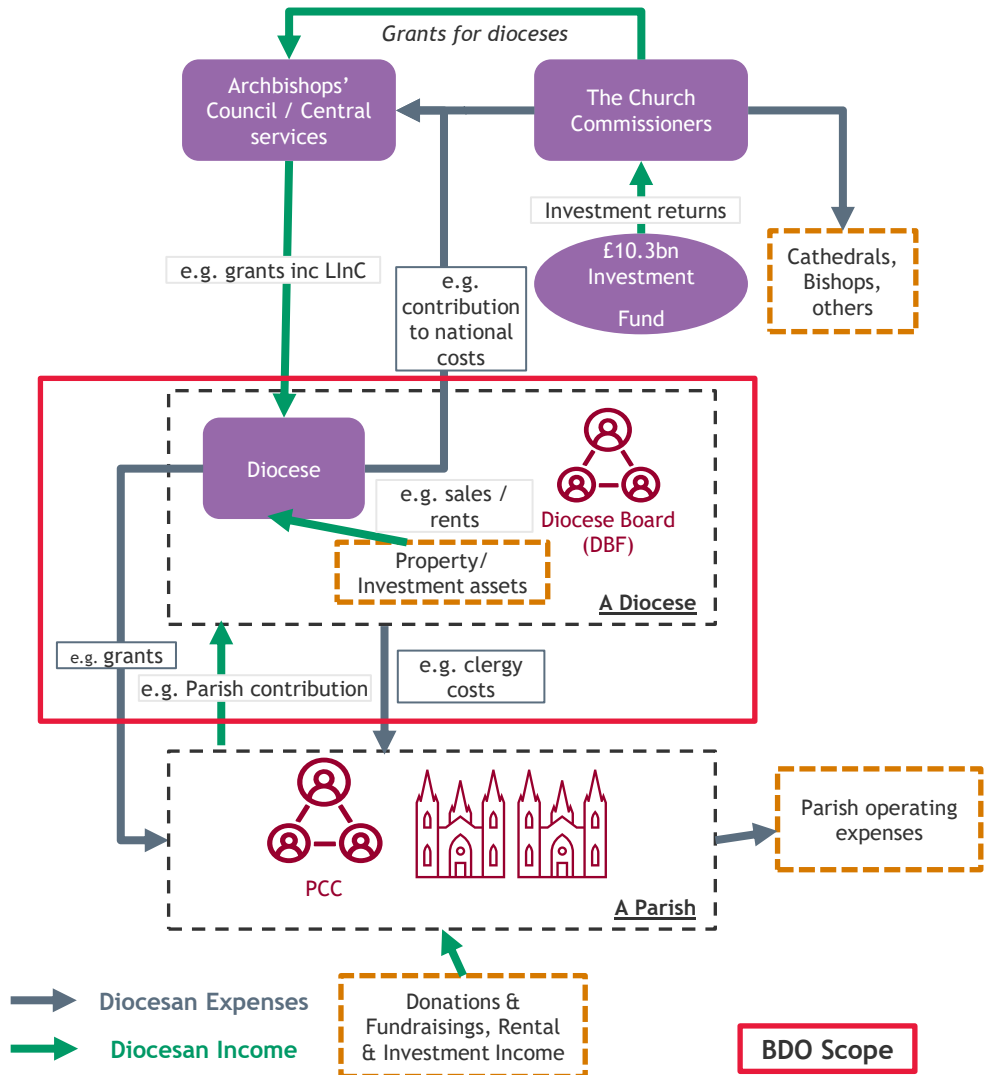 Grants for dioceses
Archbishops'
Council / Central
services
The Church
Commissioners
Investment returns
£10.3bn
Investment
Fund
Cathedrals,
Bishops,
others
e.g. grants inc LInC
e.g.
contribution
to national
costs
Diocese
e.g. sales /
rents
Diocese Board
(DBF)
Property/
Investment assets
A Diocese
e.g. grants
e.g. Parish contribution
e.g. clergy
costs
PCC
A Parish
Parish operating
expenses
Diocesan Expenses
Diocesan Income
Donations &
Fundraisings, Rental
& Investment Income
BDO Scope